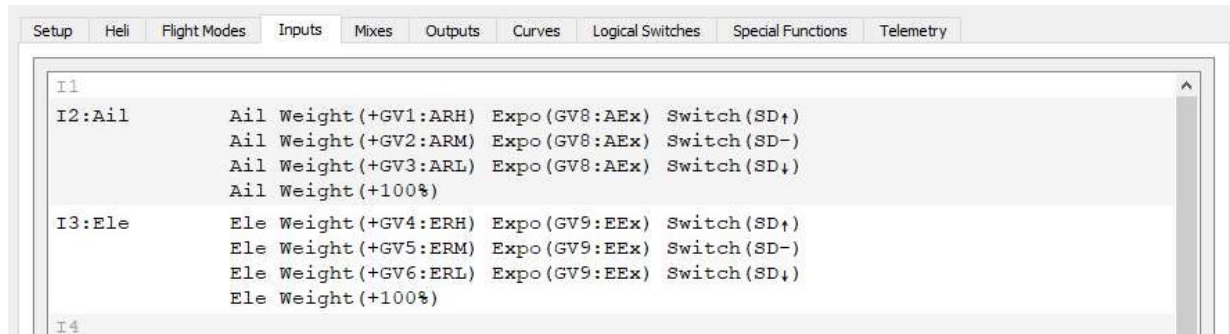 Setup Heli Flight Modes Inputs Mixes Outputs Curves Logical Switches Special Functions Telemetry
I1
I2:Ail Ail Weight(+GV1:ARH) Expo(GV8:AEx) Switch(SD↑)
Ail Weight(+GV2:ARM) Expo(GV8:AEx) Switch(SD-)
Ail Weight(+GV3:ARL) Expo(GV8:AEx) Switch(SD↓)
Ail Weight(+100%)
I3:Ele Ele Weight(+GV4:ERH) Expo(GV9:EEx) Switch(SD↑)
Ele Weight(+GV5:ERM) Expo(GV9:EEx) Switch(SD-)
Ele Weight(+GV6:ERL) Expo(GV9:EEx) Switch(SD↓)
Ele Weight(+100%)
I4